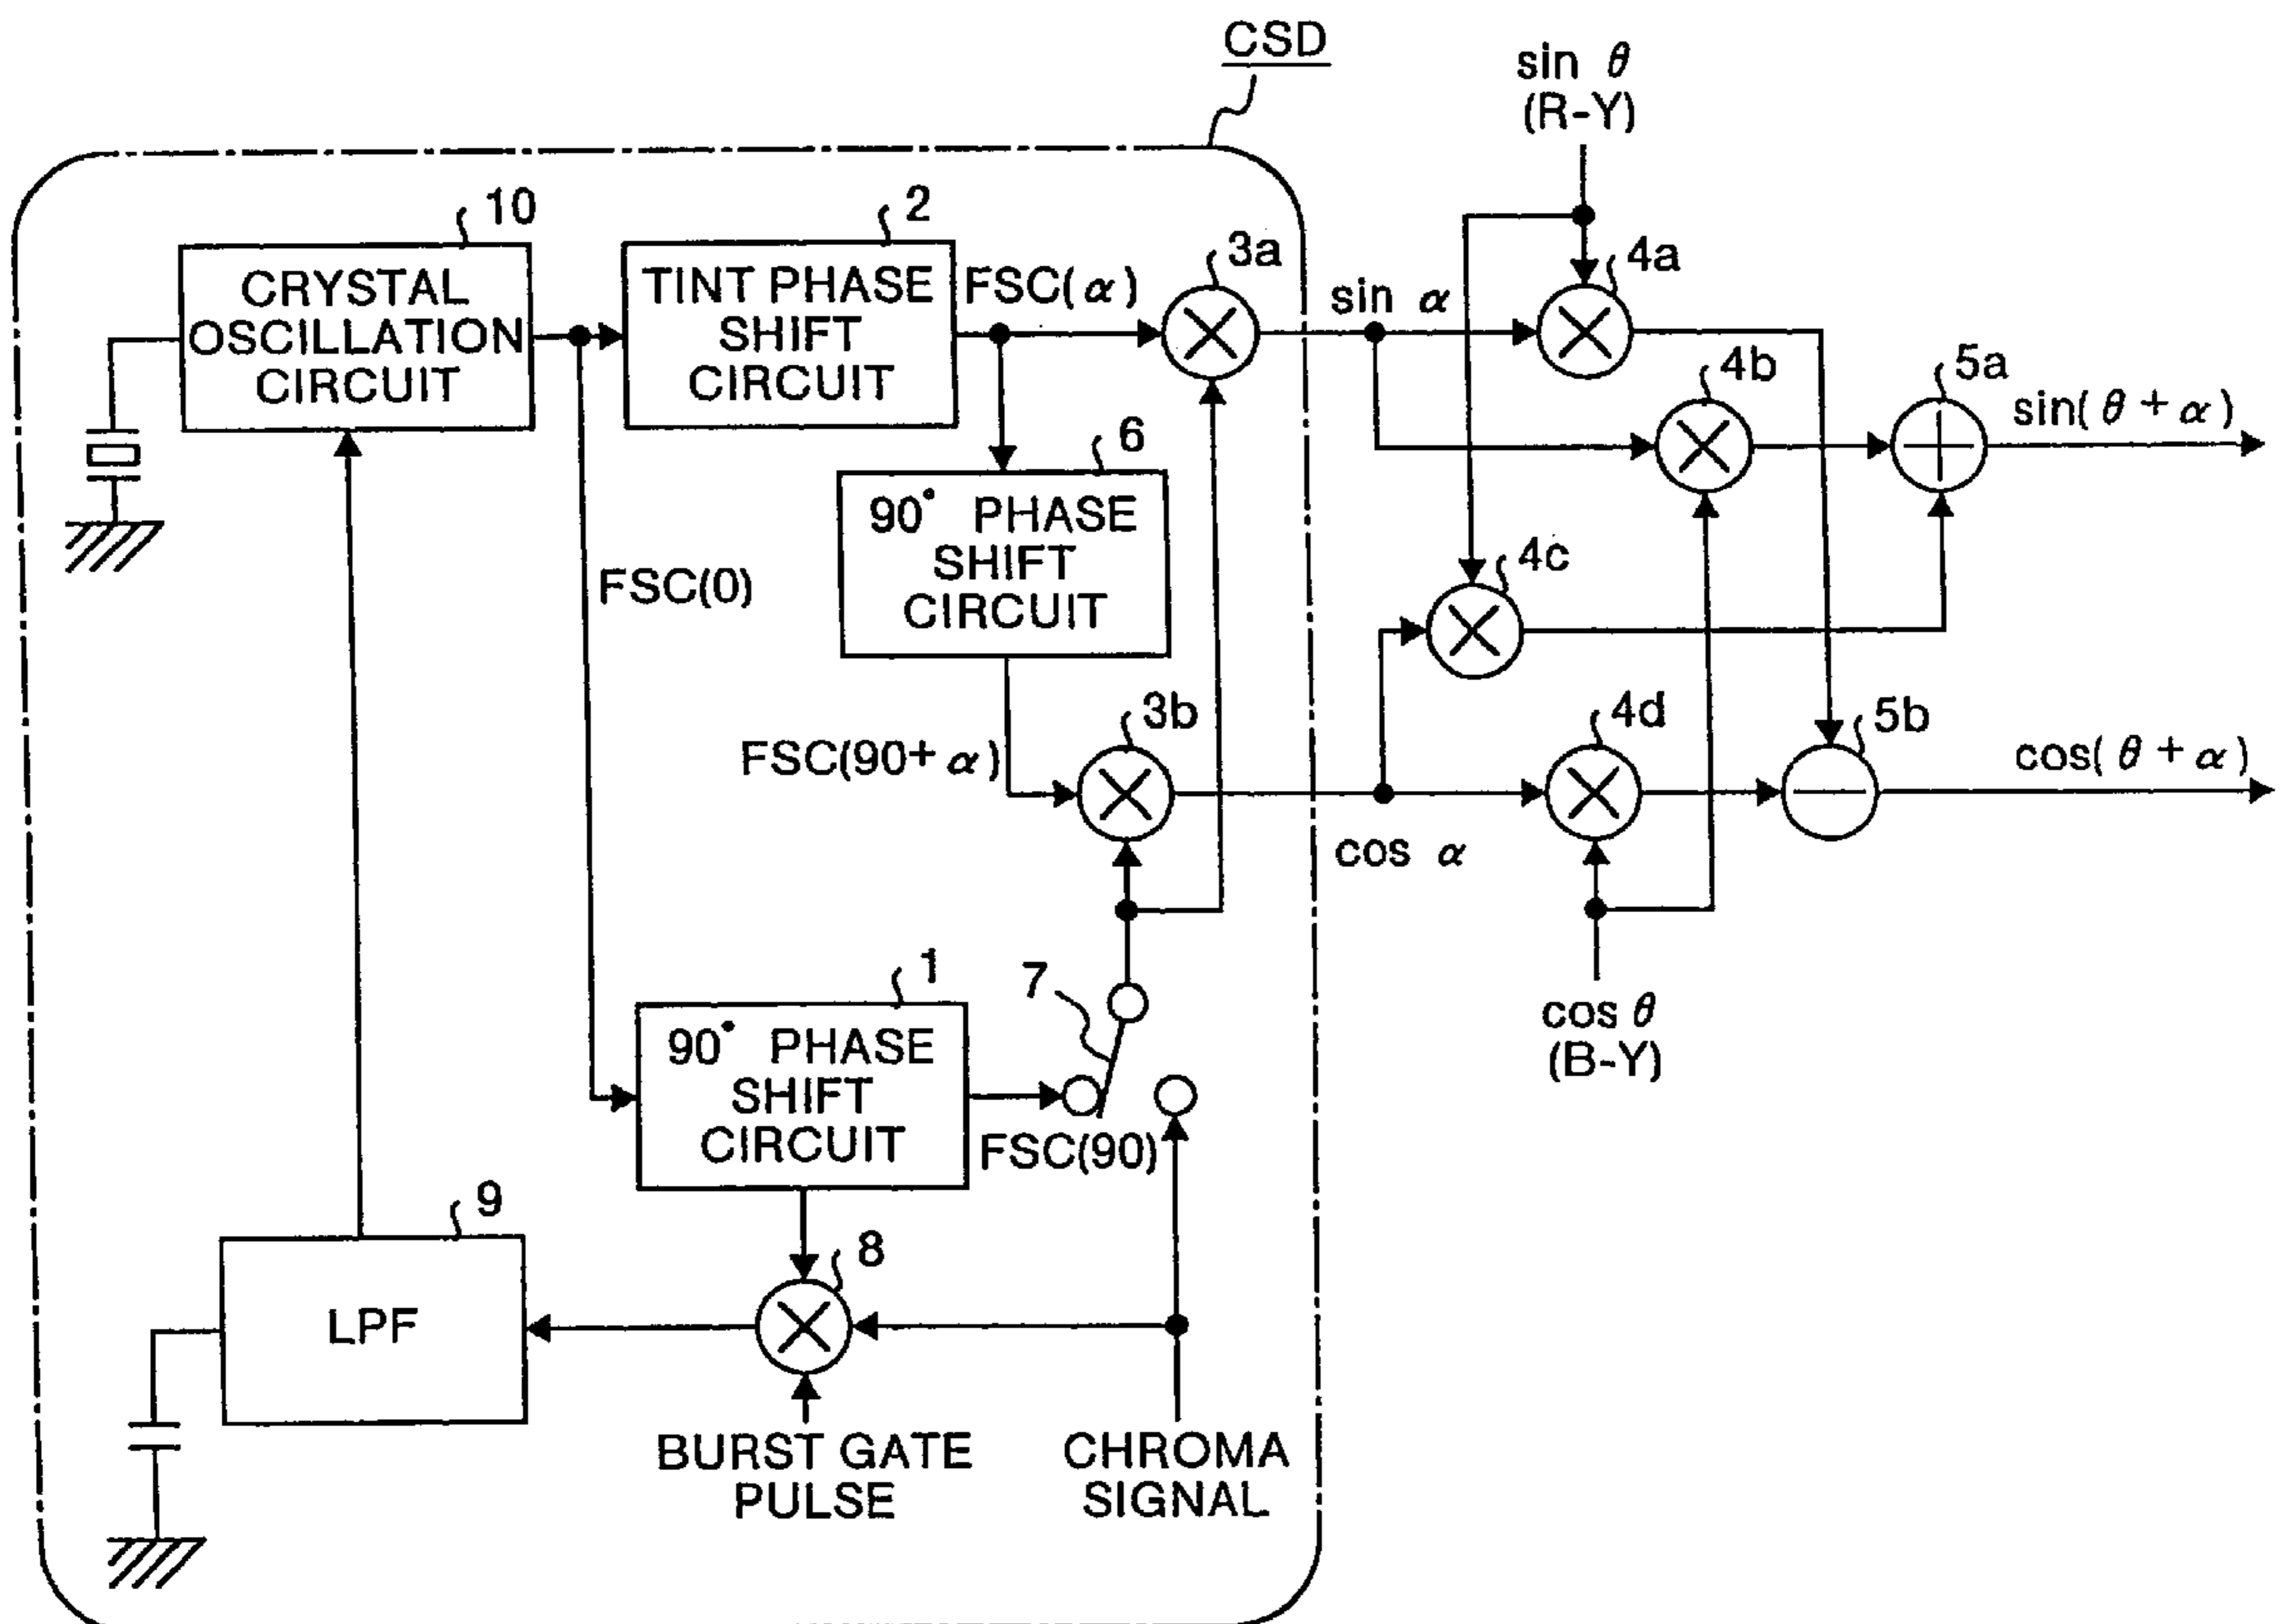 CSD
sin θ
(R-Y)
10
2
3a
4a
CRYSTAL
OSCILLATION
CIRCUIT
TINT PHASE
SHIFT
CIRCUIT
FSC(α)
sin α
4b
5a
sin(θ+α)
6
90° PHASE
SHIFT
CIRCUIT
FSC(0)
4c
3b
4d
5b
FSC(90+α)
cos(θ+α)
cos α
1
7
90° PHASE
SHIFT
CIRCUIT
FSC(90)
cos θ
(B-Y)
9
8
LPF
BURST GATE
PULSE
CHROMA
SIGNAL